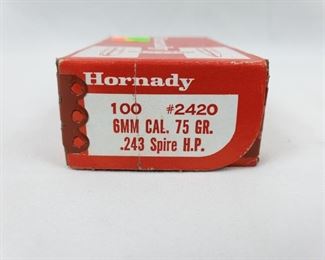 Hornady
100 #2420
6MM CAL. 75 GR.
.243 Spire H.P.